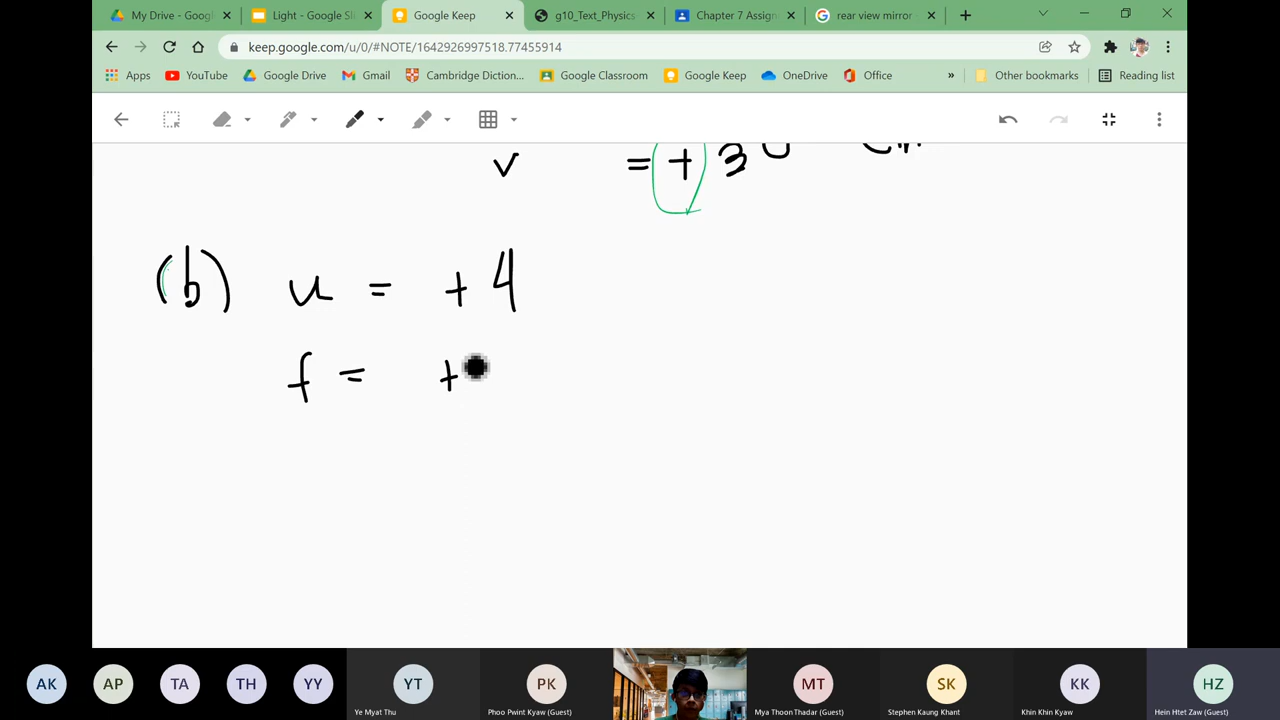 My Drive - Googl
Light - Google Sli
Google Keep
g10_Text_Physics
Chapter 7 Assign
rear view mirror
keep.google.com/u/0/#NOTE/1642926997518.77455914
Apps
YouTube
Google Drive
Gmail
Cambridge Diction...
Google Classroom
Google Keep
OneDrive
Office
»
Other bookmarks
Reading list
v = + 30 cm
(b) u = + 4
f = +
AK
AP
TA
TH
YY
YT
PK
MT
SK
KK
HZ
Ye Myat Thu
Phoo Pwint Kyaw (Guest)
Mya Thoon Thadar (Guest)
Stephen Kaung Khant
Khin Khin Kyaw
Hein Htet Zaw (Guest)